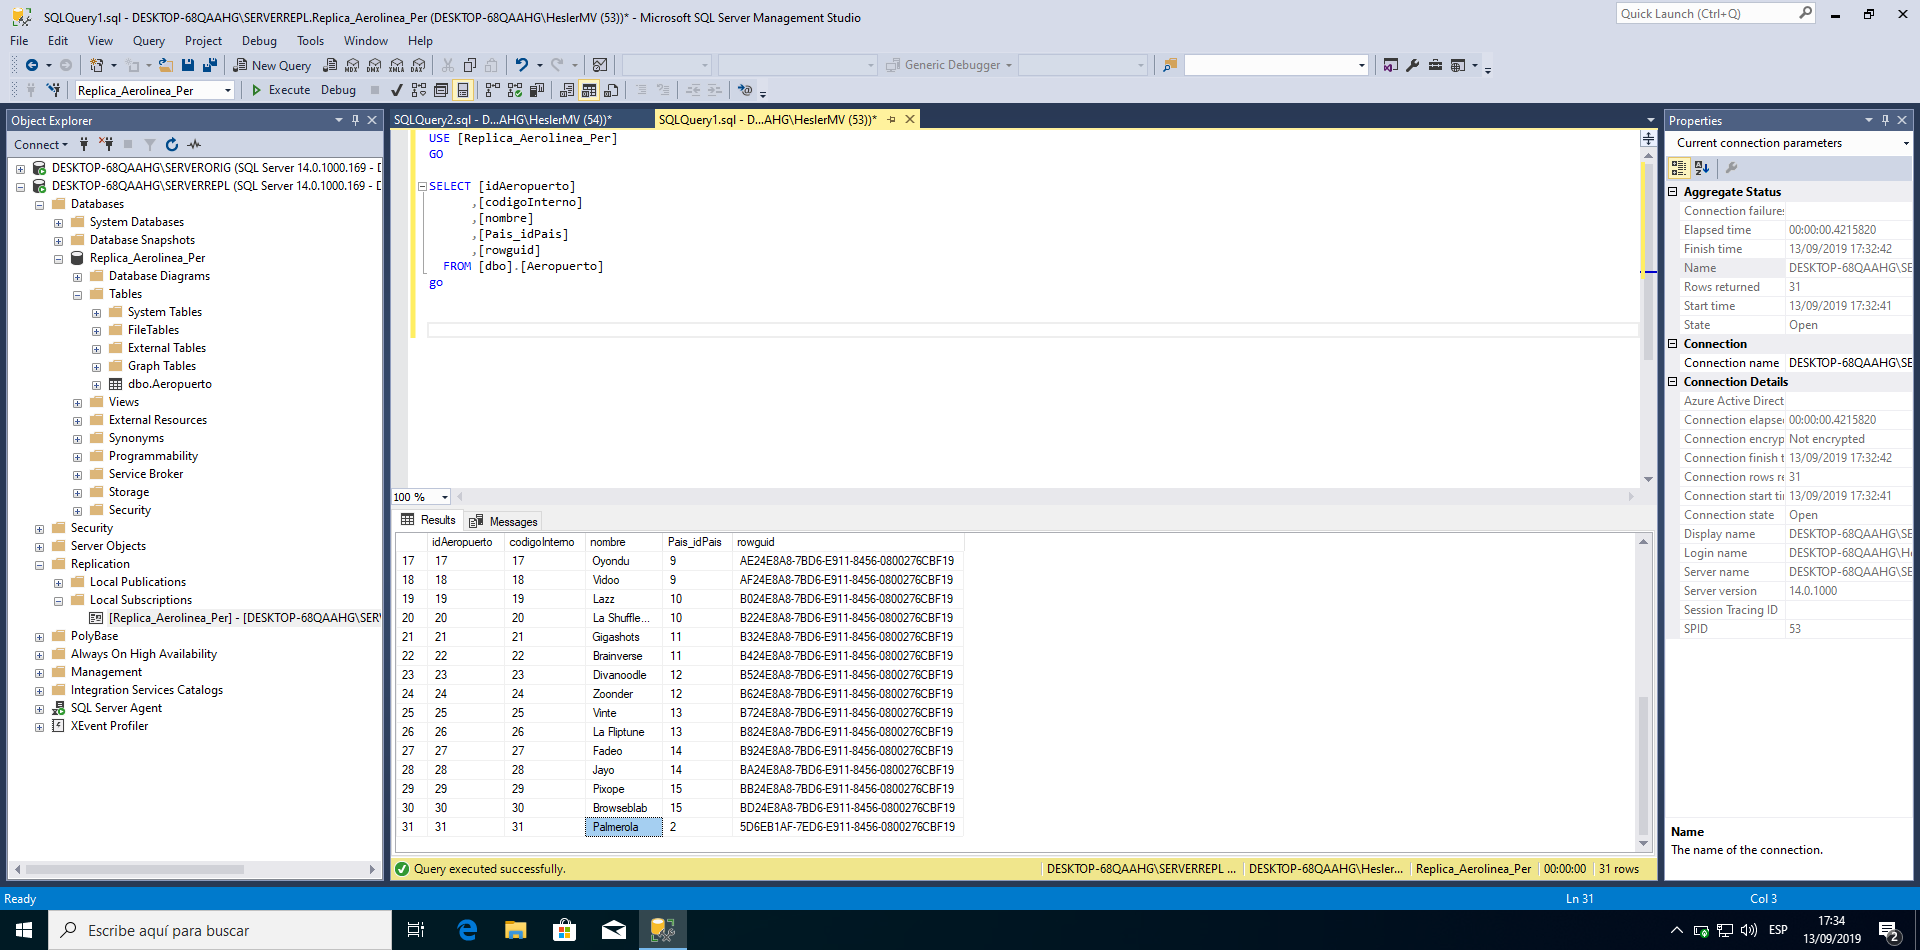 SQLQuery1.sql - DESKTOP-68QAAHG\SERVERREPL.Replica_Aerolinea_Per (DESKTOP-68QAAHG\HeslerMV (53))* - Microsoft SQL Server Management Studio
Quick Launch (Ctrl+Q)
File Edit View Query Project Debug Tools Window Help
New Query
MDX DMX XMLA DAX
Generic Debugger
Replica_Aerolinea_Per
Execute Debug
Object Explorer
Connect
DESKTOP-68QAAHG\SERVERORIG (SQL Server 14.0.1000.169 - D
DESKTOP-68QAAHG\SERVERREPL (SQL Server 14.0.1000.169 - D
Databases
System Databases
Database Snapshots
Replica_Aerolinea_Per
Database Diagrams
Tables
System Tables
FileTables
External Tables
Graph Tables
dbo.Aeropuerto
Views
External Resources
Synonyms
Programmability
Service Broker
Storage
Security
Security
Server Objects
Replication
Local Publications
Local Subscriptions
[Replica_Aerolinea_Per] - [DESKTOP-68QAAHG\SER
PolyBase
Always On High Availability
Management
Integration Services Catalogs
SQL Server Agent
XEvent Profiler
SQLQuery2.sql - D...AHG\HeslerMV (54))*
SQLQuery1.sql - D...AHG\HeslerMV (53))*
USE [Replica_Aerolinea_Per]
GO
SELECT [idAeropuerto]
,[codigoInterno]
,[nombre]
,[Pais_idPais]
,[rowguid]
FROM [dbo].[Aeropuerto]
go
100 %
Results Messages
idAeropuerto codigoInterno nombre Pais_idPais rowguid
17 17 17 Oyondu 9 AE24E8A8-7BD6-E911-8456-0800276CBF19
18 18 18 Vidoo 9 AF24E8A8-7BD6-E911-8456-0800276CBF19
19 19 19 Lazz 10 B024E8A8-7BD6-E911-8456-0800276CBF19
20 20 20 La Shuffle... 10 B224E8A8-7BD6-E911-8456-0800276CBF19
21 21 21 Gigashots 11 B324E8A8-7BD6-E911-8456-0800276CBF19
22 22 22 Brainverse 11 B424E8A8-7BD6-E911-8456-0800276CBF19
23 23 23 Divanoodle 12 B524E8A8-7BD6-E911-8456-0800276CBF19
24 24 24 Zoonder 12 B624E8A8-7BD6-E911-8456-0800276CBF19
25 25 25 Vinte 13 B724E8A8-7BD6-E911-8456-0800276CBF19
26 26 26 La Fliptune 13 B824E8A8-7BD6-E911-8456-0800276CBF19
27 27 27 Fadeo 14 B924E8A8-7BD6-E911-8456-0800276CBF19
28 28 28 Jayo 14 BA24E8A8-7BD6-E911-8456-0800276CBF19
29 29 29 Pixope 15 BB24E8A8-7BD6-E911-8456-0800276CBF19
30 30 30 Browseblab 15 BD24E8A8-7BD6-E911-8456-0800276CBF19
31 31 31 Palmerola 2 5D6EB1AF-7ED6-E911-8456-0800276CBF19
Query executed successfully.
DESKTOP-68QAAHG\SERVERREPL ... DESKTOP-68QAAHG\Hesler... Replica_Aerolinea_Per 00:00:00 31 rows
Properties
Current connection parameters
Aggregate Status
Connection failures
Elapsed time 00:00:00.4215820
Finish time 13/09/2019 17:32:42
Name DESKTOP-68QAAHG\SE
Rows returned 31
Start time 13/09/2019 17:32:41
State Open
Connection
Connection name DESKTOP-68QAAHG\SE
Connection Details
Azure Active Direct
Connection elapse 00:00:00.4215820
Connection encryp Not encrypted
Connection finish t 13/09/2019 17:32:42
Connection rows re 31
Connection start ti 13/09/2019 17:32:41
Connection state Open
Display name DESKTOP-68QAAHG\SE
Login name DESKTOP-68QAAHG\H
Server name DESKTOP-68QAAHG\SE
Server version 14.0.1000
Session Tracing ID
SPID 53
Name
The name of the connection.
Ready
Ln 31 Col 3
Escribe aquí para buscar
ESP
17:34
13/09/2019
2